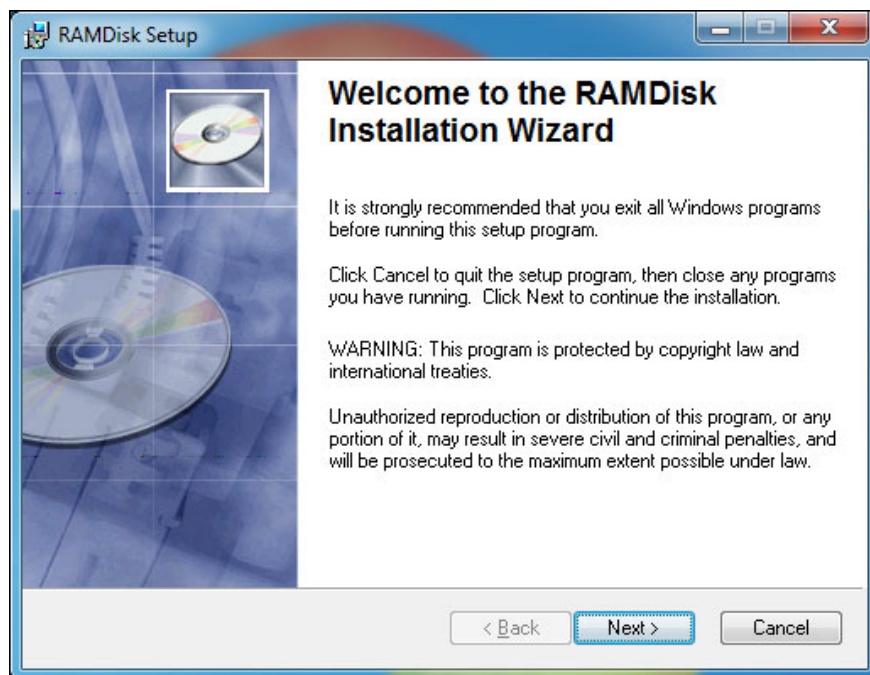 RAMDisk Setup
Welcome to the RAMDisk
Installation Wizard
It is strongly recommended that you exit all Windows programs
before running this setup program.
Click Cancel to quit the setup program, then close any programs
you have running.  Click Next to continue the installation.
WARNING: This program is protected by copyright law and
international treaties.
Unauthorized reproduction or distribution of this program, or any
portion of it, may result in severe civil and criminal penalties, and
will be prosecuted to the maximum extent possible under law.
< Back Next > Cancel